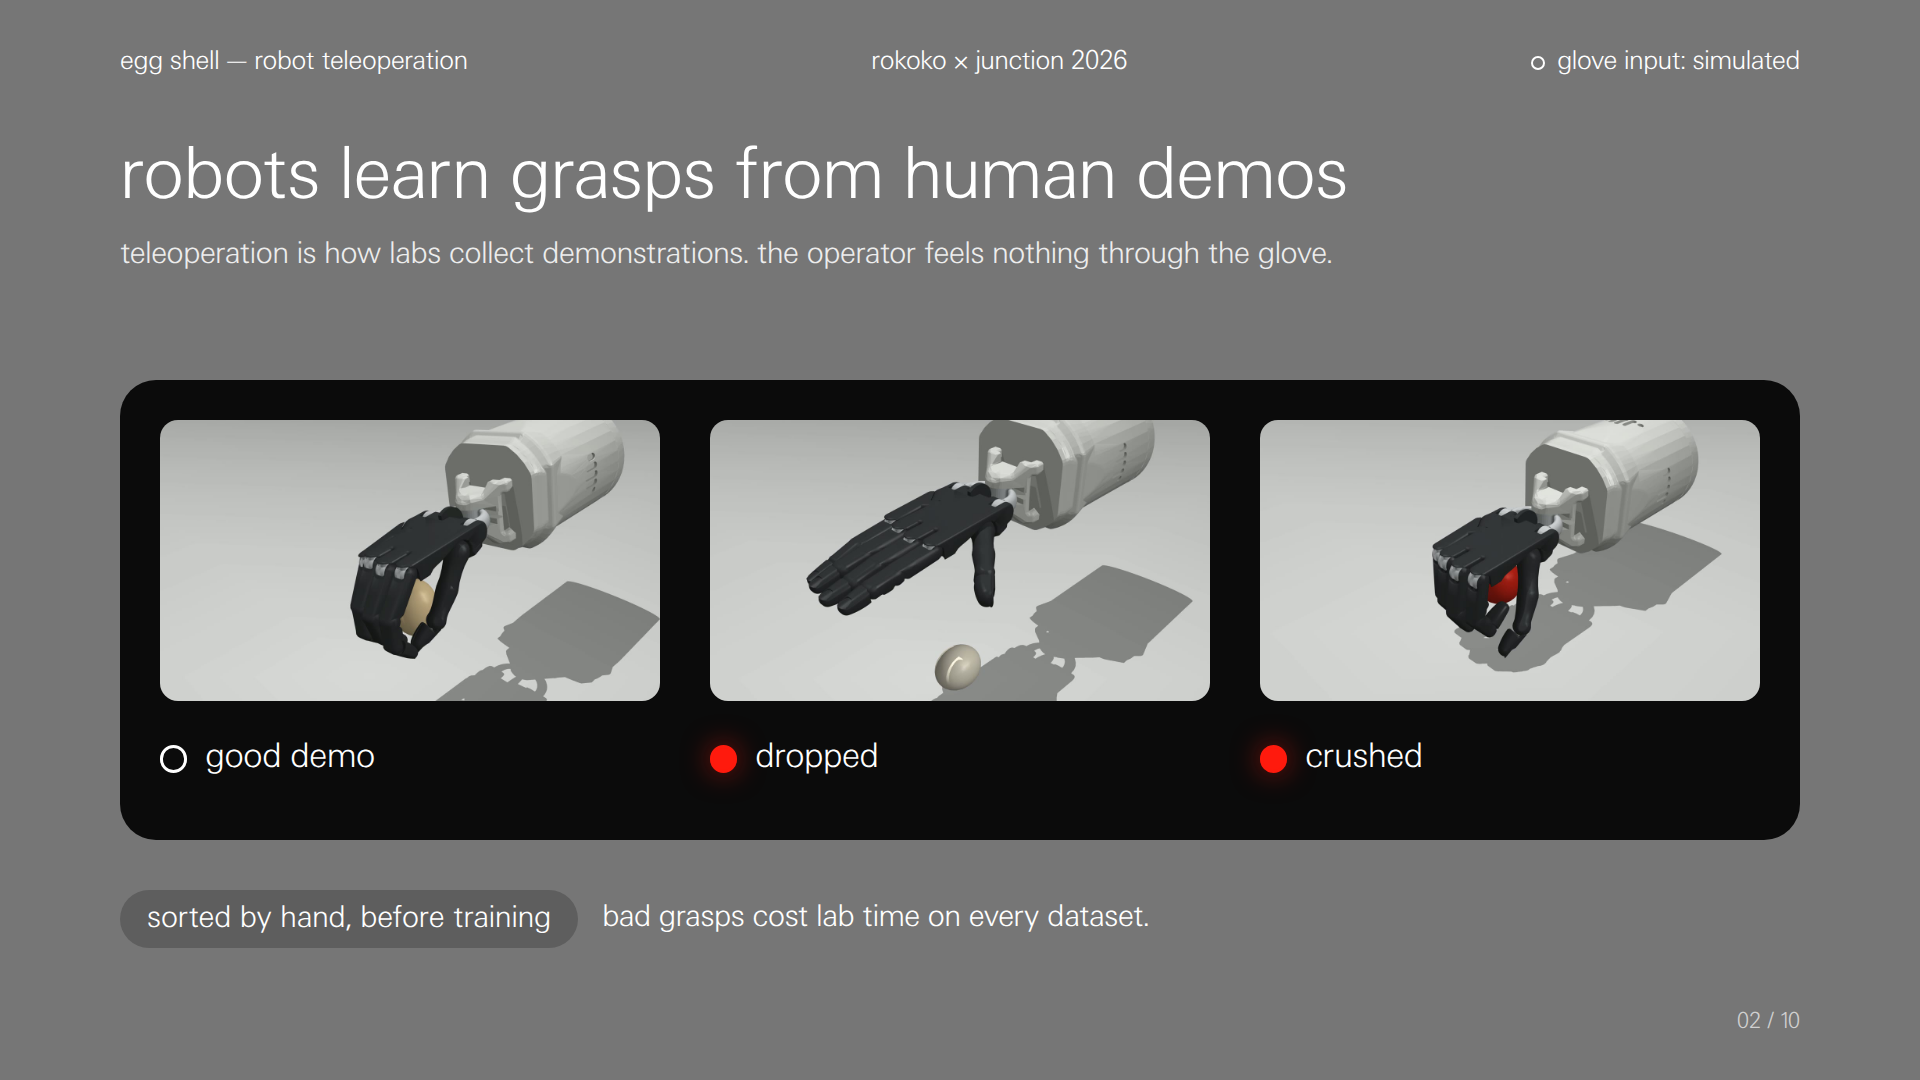 egg shell — robot teleoperation
rokoko × junction 2026
glove input: simulated
robots learn grasps from human demos
teleoperation is how labs collect demonstrations. the operator feels nothing through the glove.
good demo
dropped
crushed
sorted by hand, before training
bad grasps cost lab time on every dataset.
02 / 10